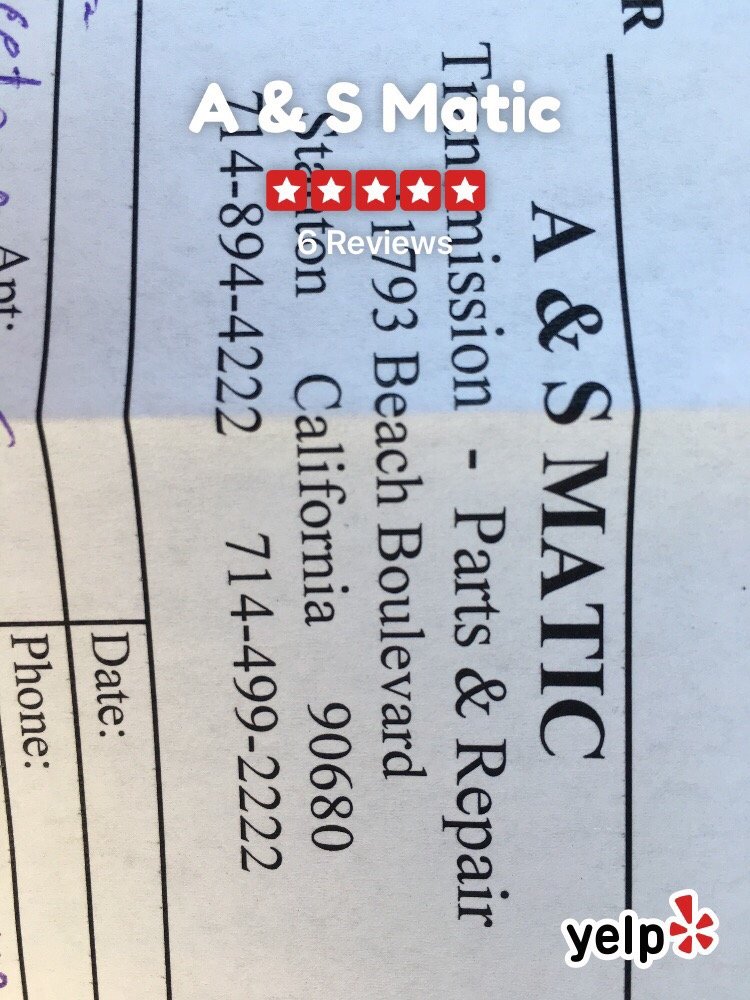 A & S Matic
6 Reviews
R
A & S MATIC
Transmission - Parts & Repair
11793 Beach Boulevard
Stanton California 90680
714-894-4222 714-499-2222
Date:
Apt: Phone:
yelp